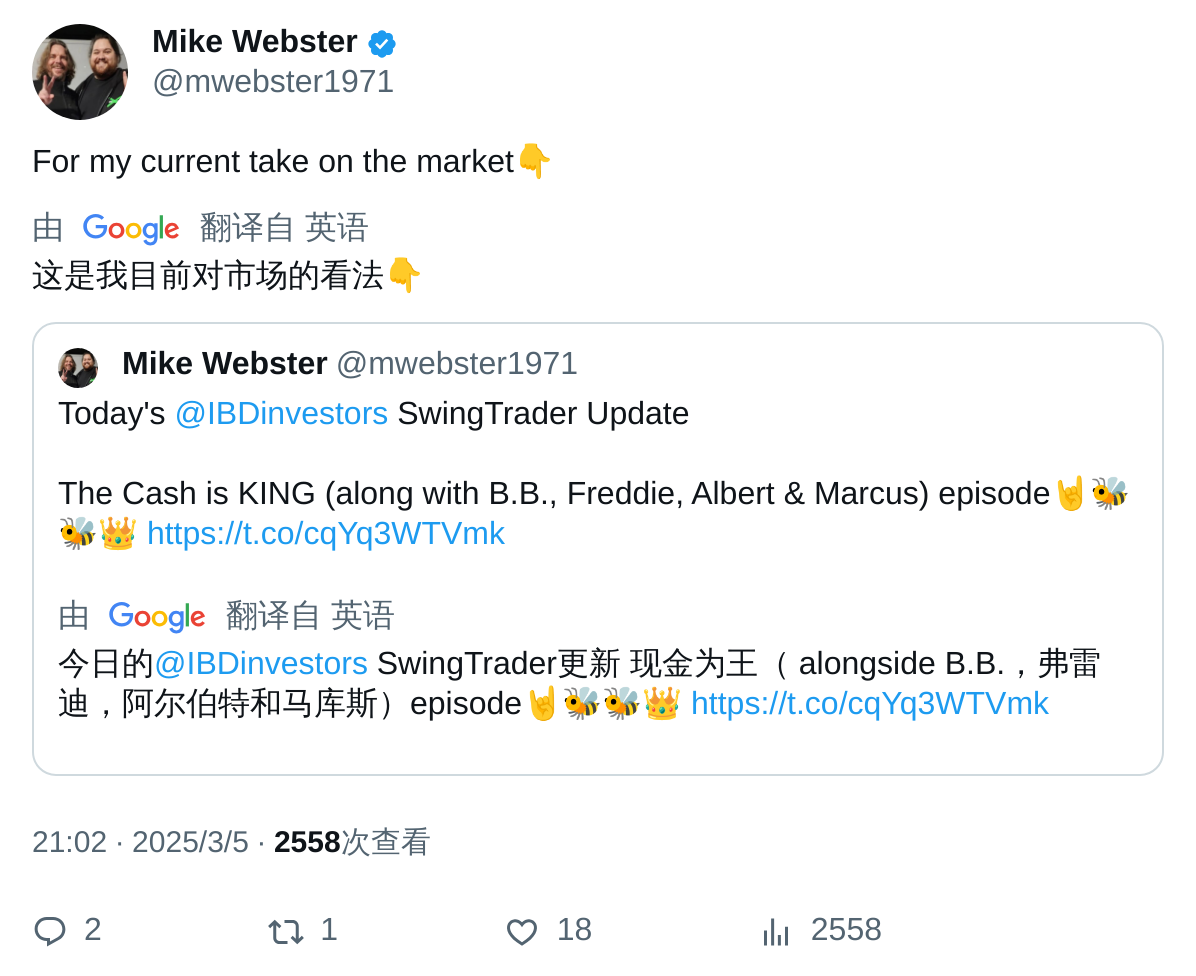 Mike Webster
@mwebster1971
For my current take on the market👇
由 Google 翻译自 英语
这是我目前对市场的看法👇
Mike Webster @mwebster1971
Today's @IBDinvestors SwingTrader Update
The Cash is KING (along with B.B., Freddie, Albert & Marcus) episode🤘🐝
🐝👑 https://t.co/cqYq3WTVmk
由 Google 翻译自 英语
今日的@IBDinvestors SwingTrader更新 现金为王（ alongside B.B.，弗雷
迪，阿尔伯特和马库斯）episode🤘🐝🐝👑 https://t.co/cqYq3WTVmk
21:02 · 2025/3/5 · 2558次查看
2 1 18 2558